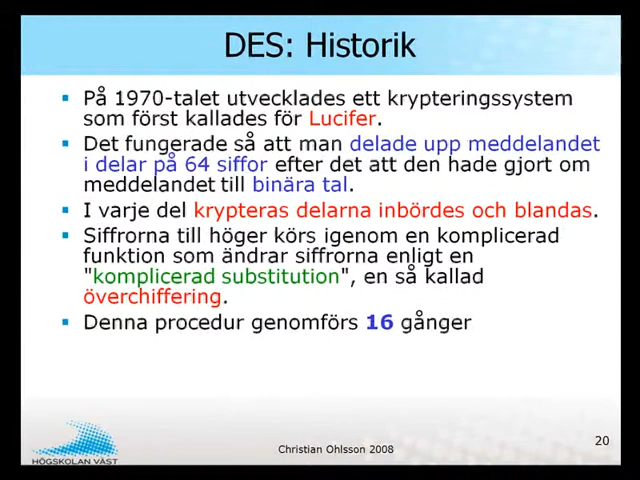 DES: Historik
På 1970-talet utvecklades ett krypteringssystem
som först kallades för Lucifer.
Det fungerade så att man delade upp meddelandet
i delar på 64 siffor efter det att den hade gjort om
meddelandet till binära tal.
I varje del krypteras delarna inbördes och blandas.
Siffrorna till höger körs igenom en komplicerad
funktion som ändrar siffrorna enligt en
"komplicerad substitution", en så kallad
överchiffering.
Denna procedur genomförs 16 gånger
HÖGSKOLAN VÄST
Christian Ohlsson 2008
20